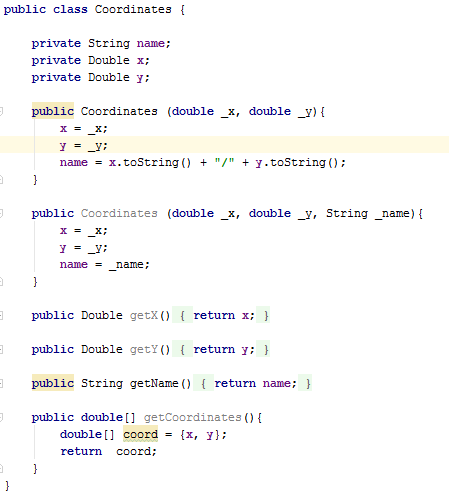 public class Coordinates {
private String name;
private Double x;
private Double y;
public Coordinates (double _x, double _y){
x = _x;
y = _y;
name = x.toString() + "/" + y.toString();
}
public Coordinates (double _x, double _y, String _name){
x = _x;
y = _y;
name = _name;
}
public Double getX() { return x; }
public Double getY() { return y; }
public String getName() { return name; }
public double[] getCoordinates(){
double[] coord = {x, y};
return  coord;
}
}